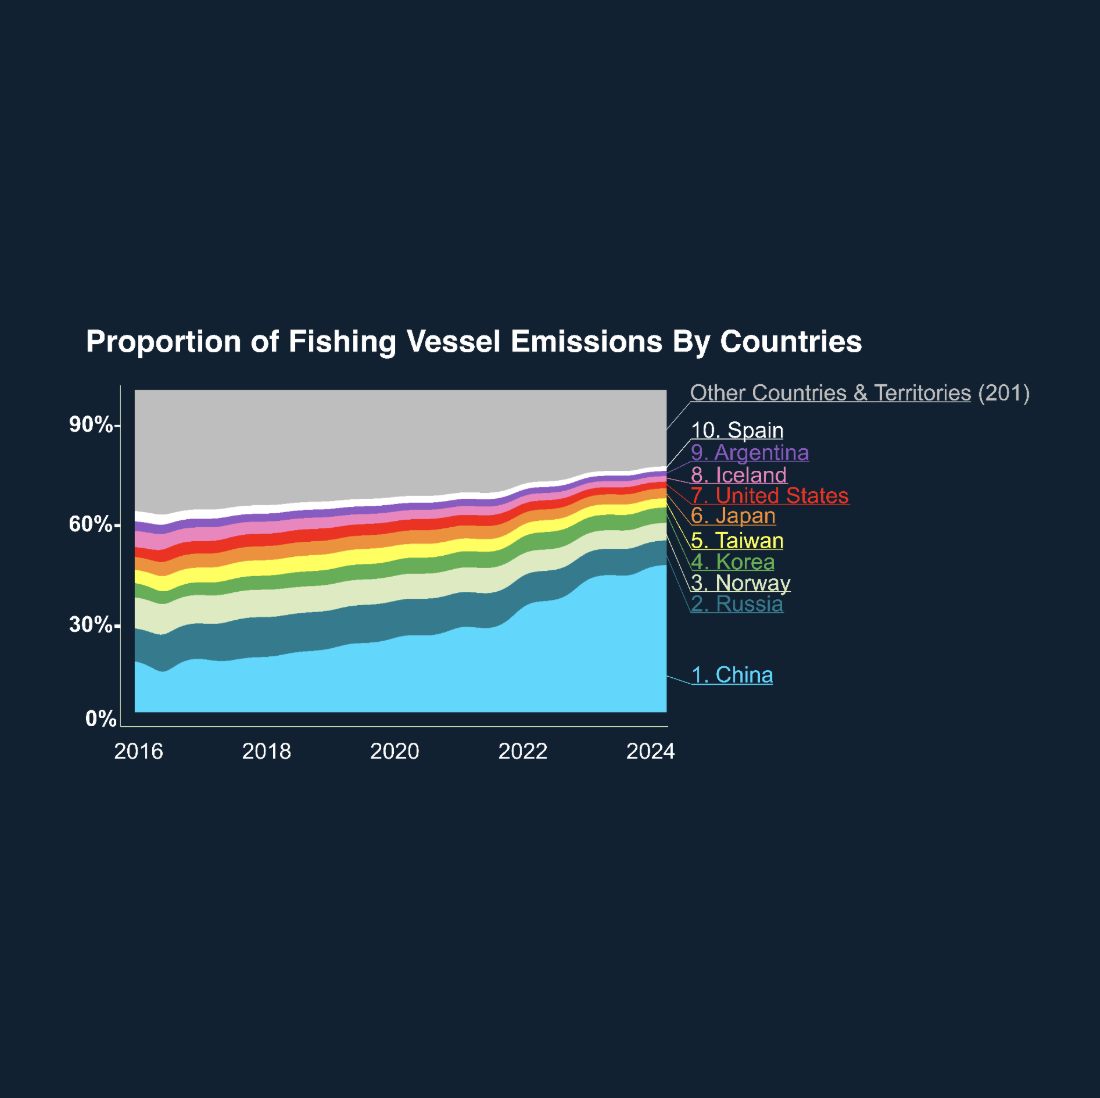 Proportion of Fishing Vessel Emissions By Countries
90%
60%
30%
0%
2016 2018 2020 2022 2024
Other Countries & Territories (201)
10. Spain
9. Argentina
8. Iceland
7. United States
6. Japan
5. Taiwan
4. Korea
3. Norway
2. Russia
1. China